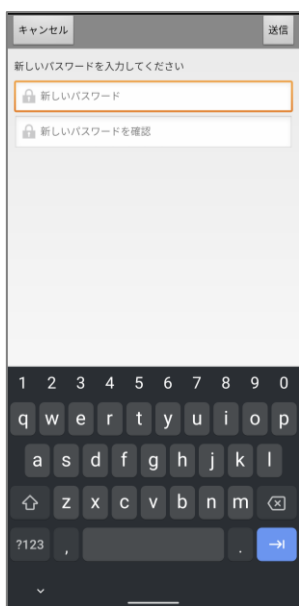 キャンセル 送信
新しいパスワードを入力してください
新しいパスワード
新しいパスワードを確認
1 2 3 4 5 6 7 8 9 0
q w e r t y u i o p
a s d f g h j k l
z x c v b n m
?123 , .